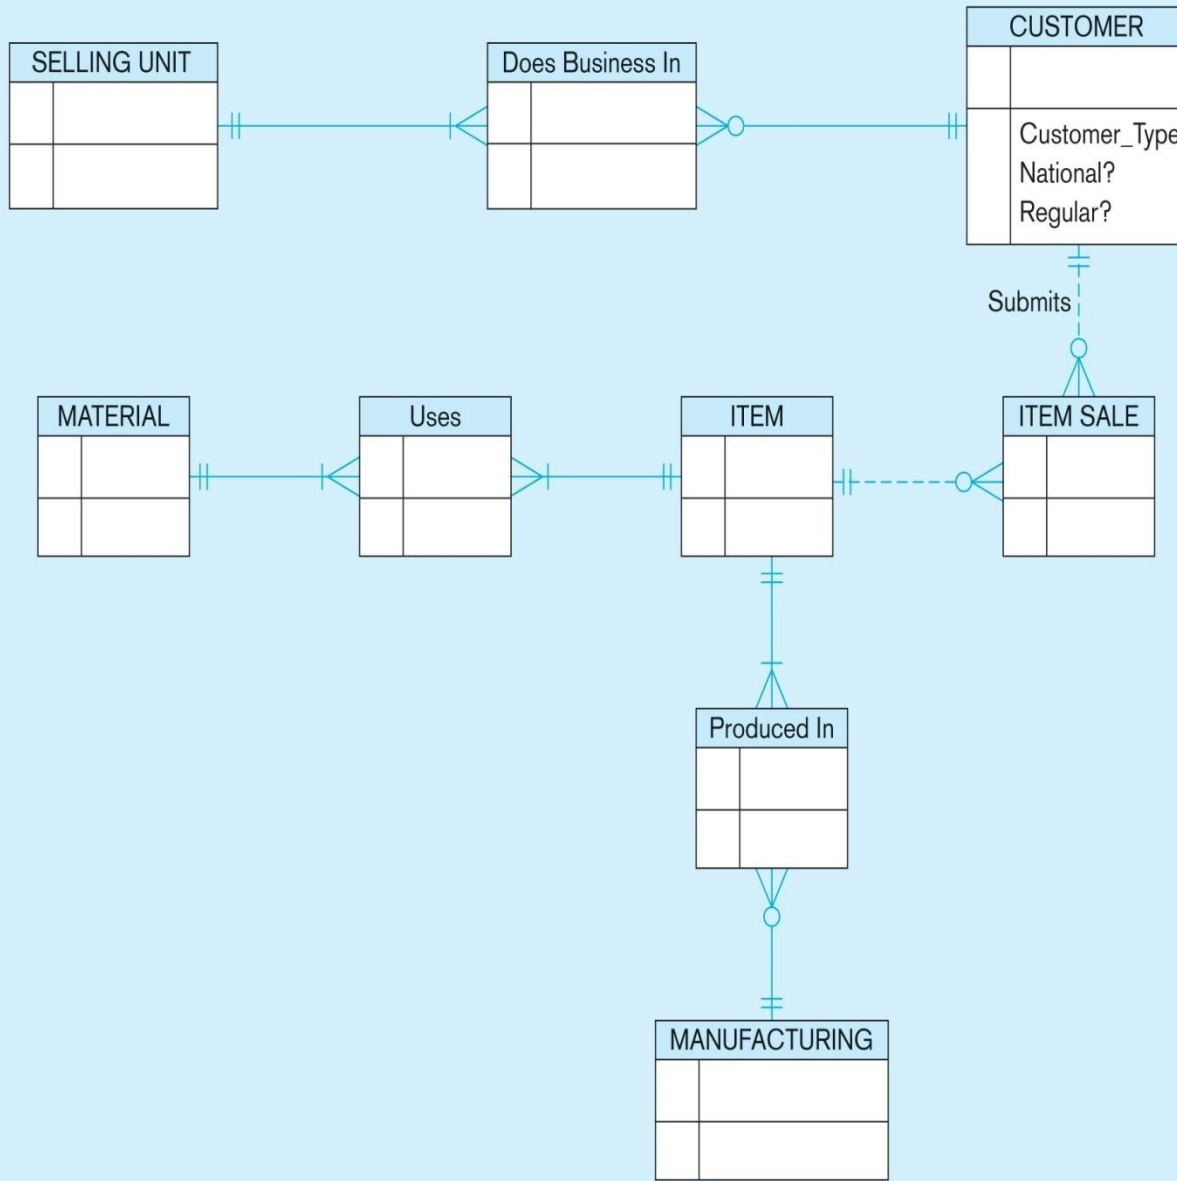 CUSTOMER
SELLING UNIT
Does Business In
Customer_Type
National?
Regular?
Submits
MATERIAL
Uses
ITEM
ITEM SALE
Produced In
MANUFACTURING